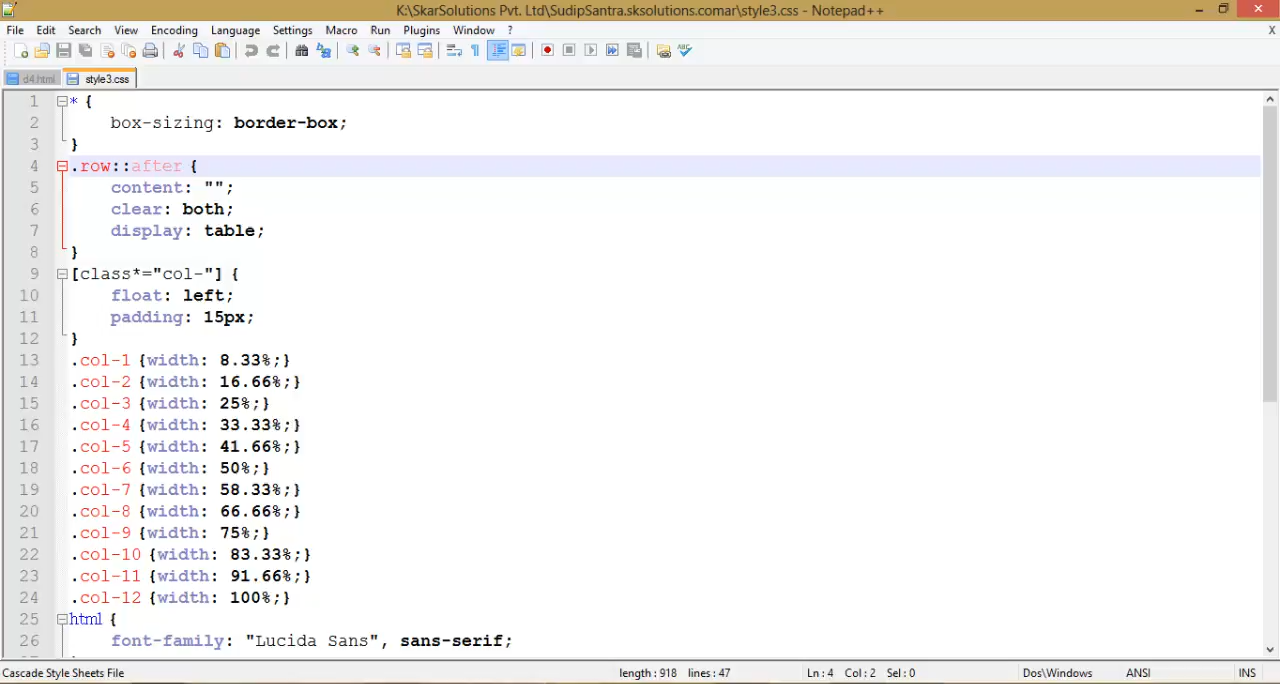 K:\SkarSolutions Pvt. Ltd\SudipSantra.sksolutions.comar\style3.css - Notepad++
File Edit Search View Encoding Language Settings Macro Run Plugins Window ? X
d4.html style3.css
1 * {
2 box-sizing: border-box;
3 }
4 .row::after {
5 content: "";
6 clear: both;
7 display: table;
8 }
9 [class*="col-"] {
10 float: left;
11 padding: 15px;
12 }
13 .col-1 {width: 8.33%;}
14 .col-2 {width: 16.66%;}
15 .col-3 {width: 25%;}
16 .col-4 {width: 33.33%;}
17 .col-5 {width: 41.66%;}
18 .col-6 {width: 50%;}
19 .col-7 {width: 58.33%;}
20 .col-8 {width: 66.66%;}
21 .col-9 {width: 75%;}
22 .col-10 {width: 83.33%;}
23 .col-11 {width: 91.66%;}
24 .col-12 {width: 100%;}
25 html {
26 font-family: "Lucida Sans", sans-serif;
Cascade Style Sheets File length : 918 lines : 47 Ln : 4 Col : 2 Sel : 0 Dos\Windows ANSI INS